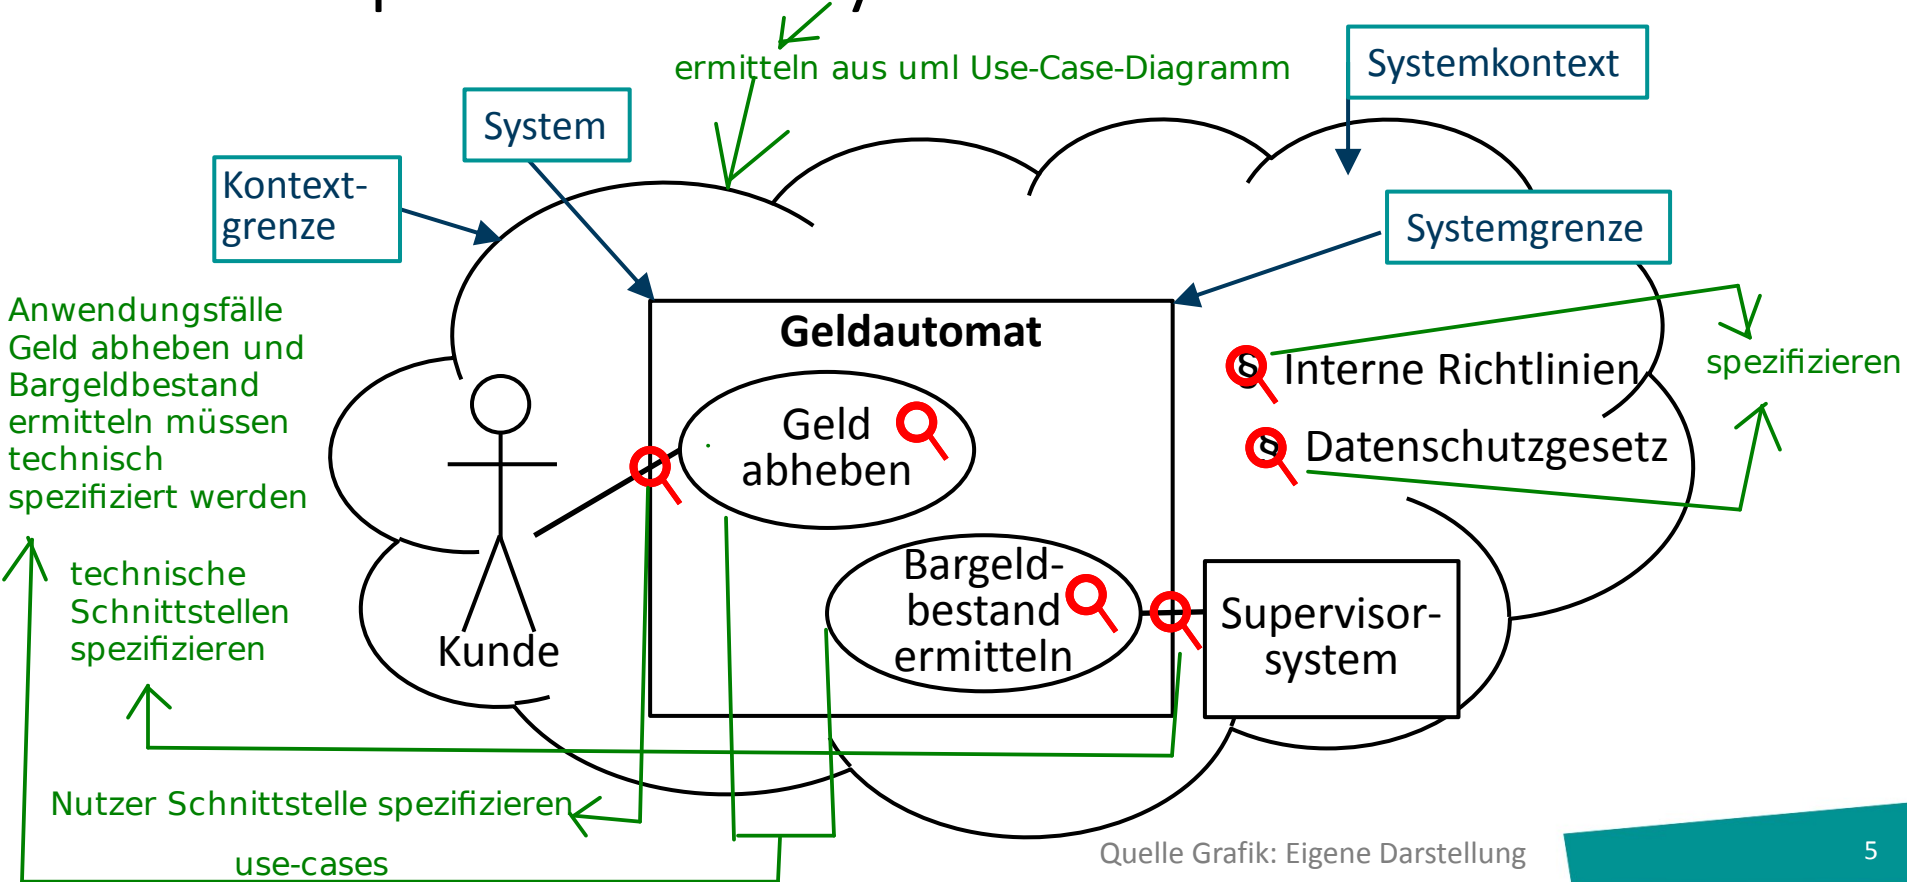 ermitteln aus uml Use-Case-Diagramm
Systemkontext
System
Kontext-
grenze
Systemgrenze
Anwendungsfälle
Geld abheben und
Bargeldbestand
ermitteln müssen
technisch
spezifiziert werden
Geldautomat
§ Interne Richtlinien
spezifizieren
Geld
abheben
§ Datenschutzgesetz
technische
Schnittstellen
spezifizieren
Bargeld-
bestand
ermitteln
Supervisor-
system
Kunde
Nutzer Schnittstelle spezifizieren
use-cases
Quelle Grafik: Eigene Darstellung
5